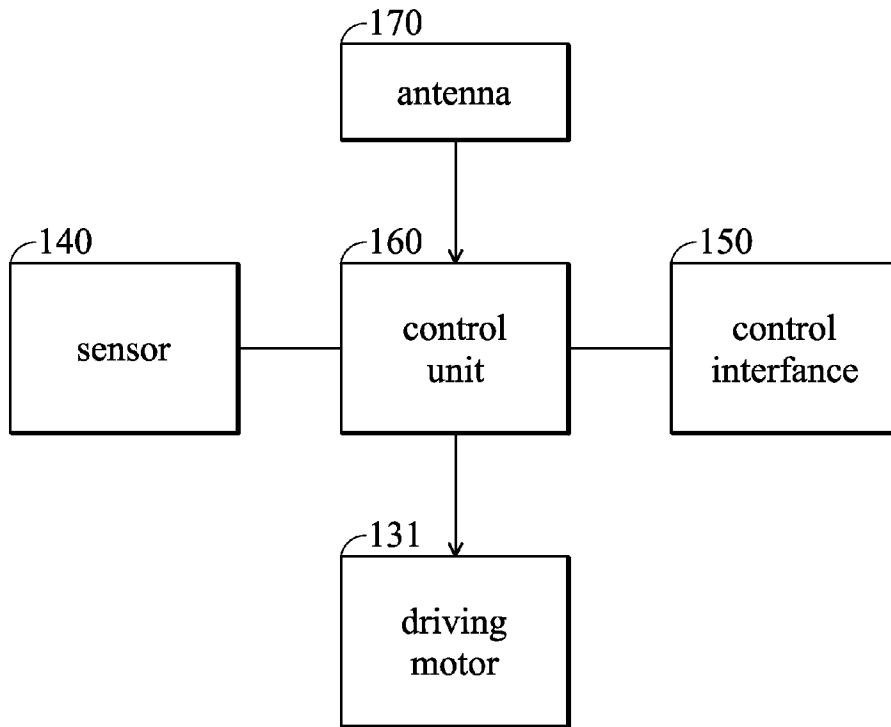 170
antenna
140
160
150
sensor
control
unit
control
interfance
131
driving
motor